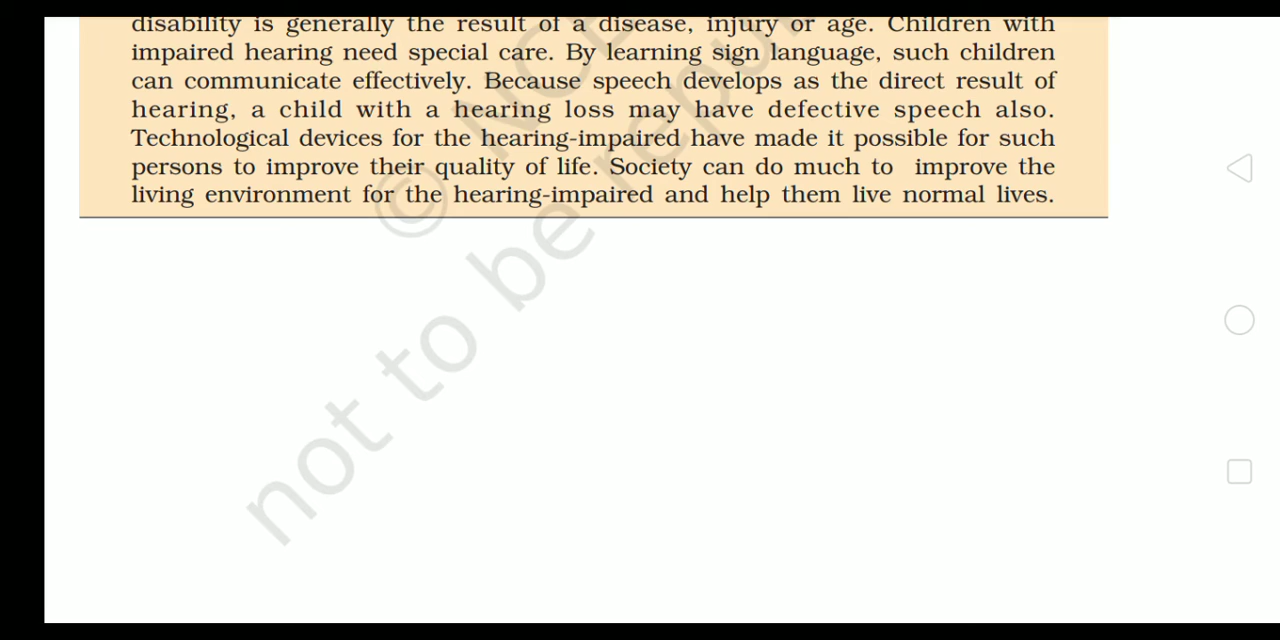 disability is generally the result of a disease, injury or age. Children with
impaired hearing need special care. By learning sign language, such children
can communicate effectively. Because speech develops as the direct result of
hearing, a child with a hearing loss may have defective speech also.
Technological devices for the hearing-impaired have made it possible for such
persons to improve their quality of life. Society can do much to improve the
living environment for the hearing-impaired and help them live normal lives.
© NCE
not to be repu